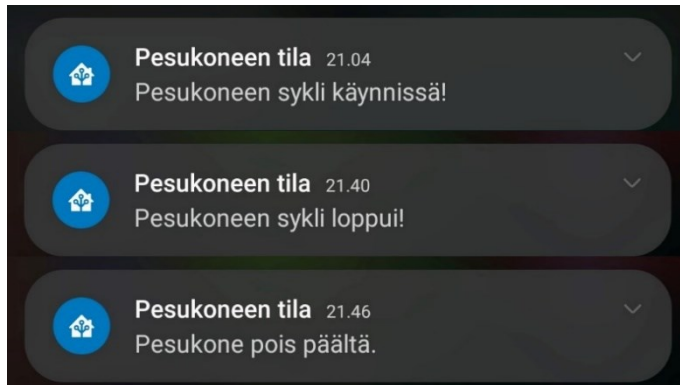 Pesukoneen tila 21.04
Pesukoneen sykli käynnissä!
Pesukoneen tila 21.40
Pesukoneen sykli loppui!
Pesukoneen tila 21.46
Pesukone pois päältä.